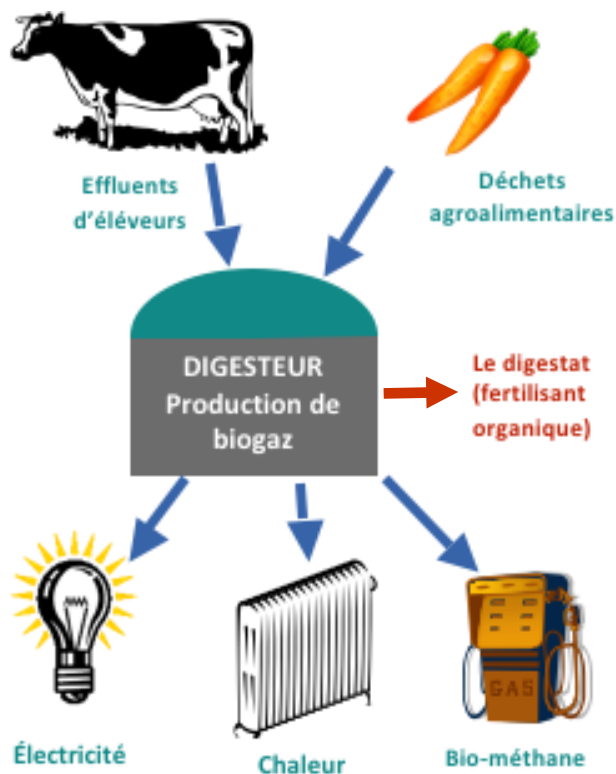 Effluents
d'éléveurs
Déchets
agroalimentaires
DIGESTEUR
Production de
biogaz
Le digestat
(fertilisant
organique)
GAS
Électricité
Chaleur
Bio-méthane